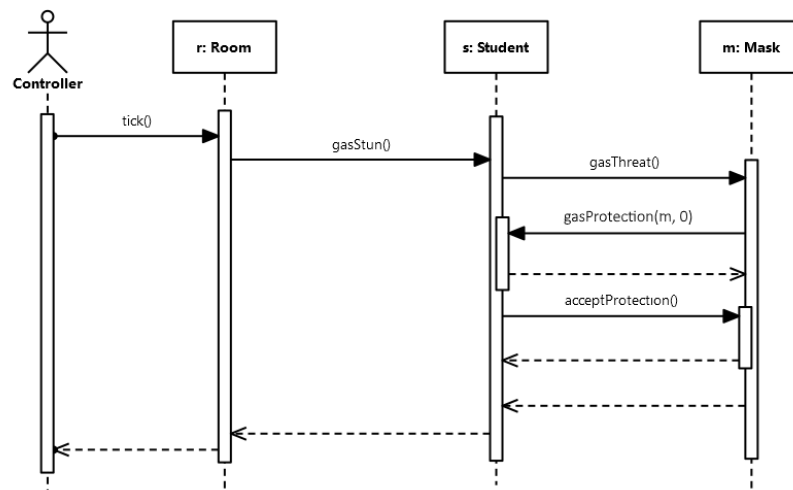 r: Room
s: Student
m: Mask
Controller
tick()
gasStun()
gasThreat()
gasProtection(m, 0)
acceptProtection()